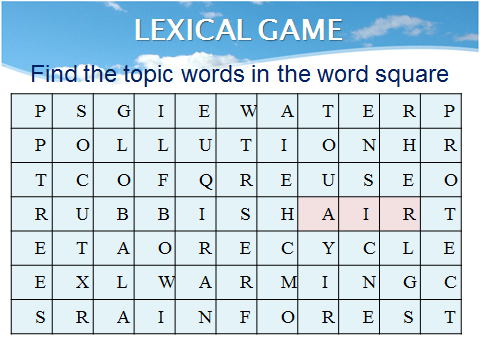 LEXICAL GAME
Find the topic words in the word square
P S G I E W A T E R P
P O L L U T I O N H R
T C O F Q R E U S E O
R U B B I S H A I R T
E T A O R E C Y C L E
E X L W A R M I N G C
S R A I N F O R E S T